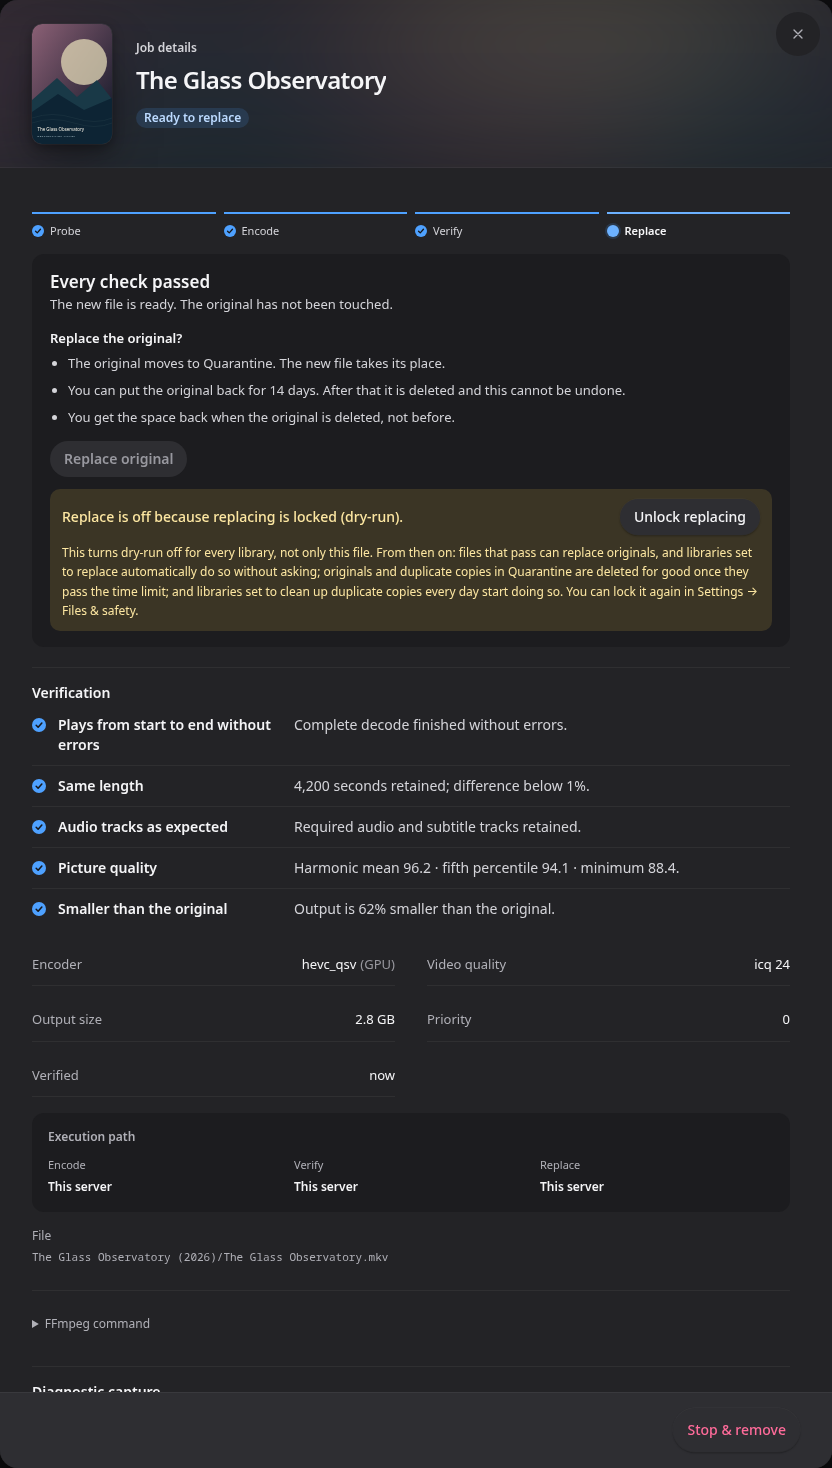 Job details
The Glass Observatory
Ready to replace
The Glass Observatory
Probe
Encode
Verify
Replace
Every check passed
The new file is ready. The original has not been touched.
Replace the original?
• The original moves to Quarantine. The new file takes its place.
• You can put the original back for 14 days. After that it is deleted and this cannot be undone.
• You get the space back when the original is deleted, not before.
Replace original
Replace is off because replacing is locked (dry-run).
Unlock replacing
This turns dry-run off for every library, not only this file. From then on: files that pass can replace originals, and libraries set
to replace automatically do so without asking; originals and duplicate copies in Quarantine are deleted for good once they
pass the time limit; and libraries set to clean up duplicate copies every day start doing so. You can lock it again in Settings →
Files & safety.
Verification
Plays from start to end without
errors
Complete decode finished without errors.
Same length
4,200 seconds retained; difference below 1%.
Audio tracks as expected
Required audio and subtitle tracks retained.
Picture quality
Harmonic mean 96.2 · fifth percentile 94.1 · minimum 88.4.
Smaller than the original
Output is 62% smaller than the original.
Encoder
hevc_qsv (GPU)
Video quality
icq 24
Output size
2.8 GB
Priority
0
Verified
now
Execution path
Encode
Verify
Replace
This server
This server
This server
File
The Glass Observatory (2026)/The Glass Observatory.mkv
FFmpeg command
Diagnostic capture
Stop & remove